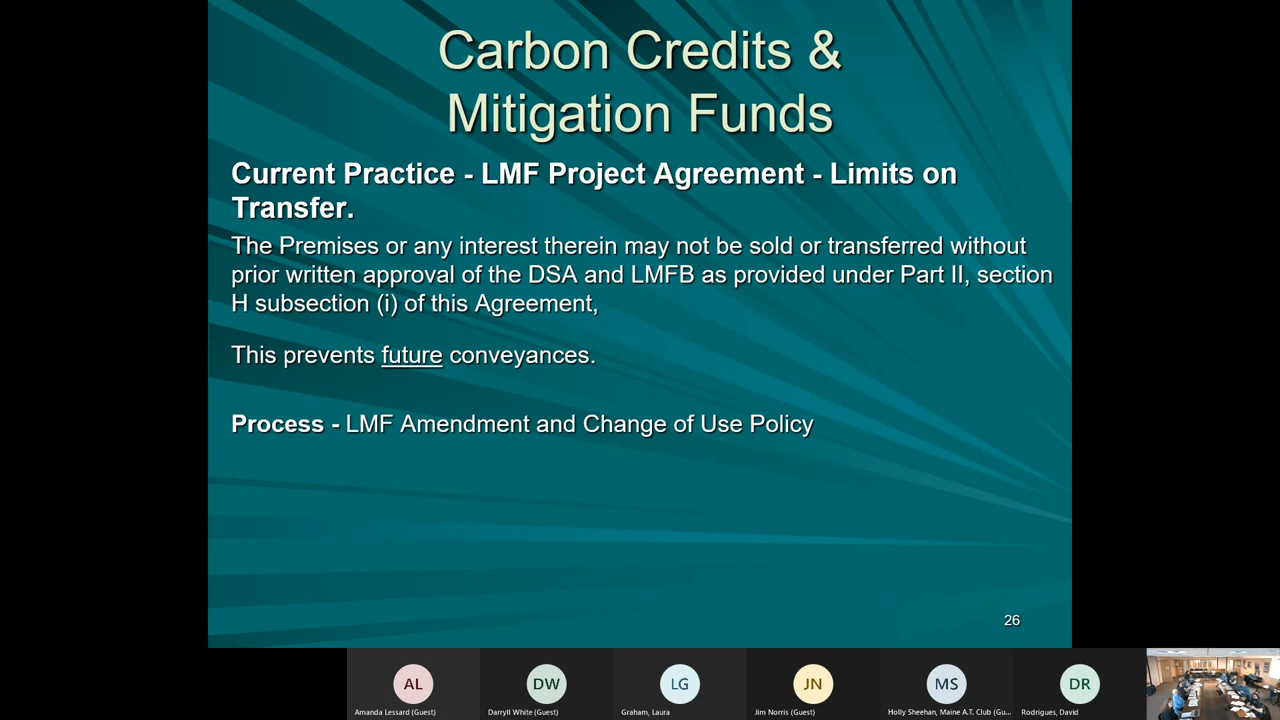 Carbon Credits &
Mitigation Funds
Current Practice - LMF Project Agreement - Limits on
Transfer.
The Premises or any interest therein may not be sold or transferred without
prior written approval of the DSA and LMFB as provided under Part II, section
H subsection (i) of this Agreement,
This prevents future conveyances.
Process - LMF Amendment and Change of Use Policy
26
AL
DW
LG
JN
MS
DR
Amanda Lessard (Guest)
Darryll White (Guest)
Graham, Laura
Jim Norris (Guest)
Holly Sheehan, Maine A.T. Club (Gu...
Rodrigues, David